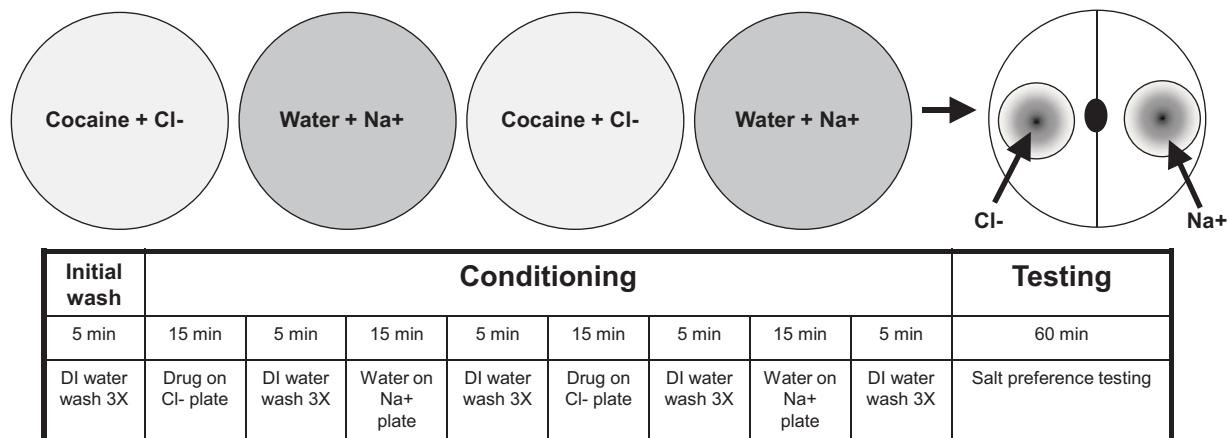 Cocaine + Cl- Water + Na+ Cocaine + Cl- Water + Na+
Cl- Na+
Initial wash Conditioning Testing
5 min 15 min 5 min 15 min 5 min 15 min 5 min 15 min 5 min 60 min
DI water wash 3X Drug on Cl- plate DI water wash 3X Water on Na+ plate DI water wash 3X Drug on Cl- plate DI water wash 3X Water on Na+ plate DI water wash 3X Salt preference testing